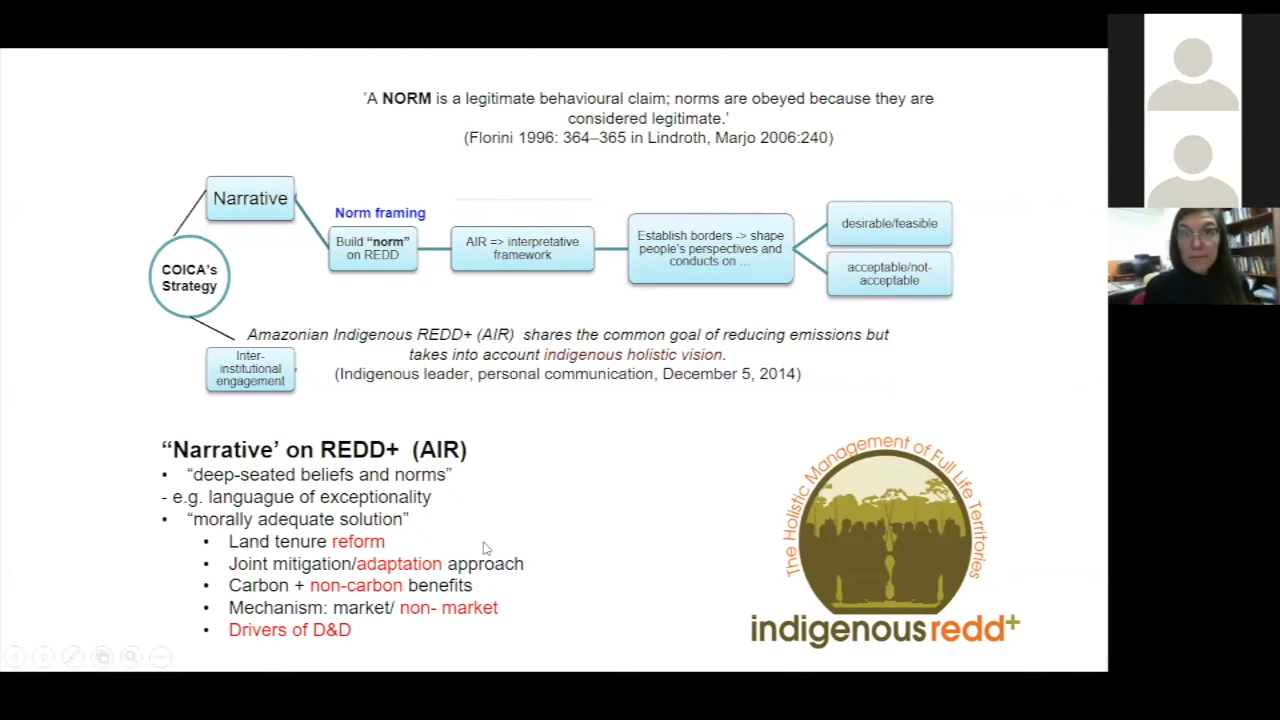 'A NORM is a legitimate behavioural claim; norms are obeyed because they are
considered legitimate.'
(Florini 1996: 364–365 in Lindroth, Marjo 2006:240)
Narrative
Norm framing
Build "norm"
on REDD
AIR => interpretative
framework
Establish borders -> shape
people's perspectives and
conducts on ...
desirable/feasible
acceptable/not-
acceptable
COICA's
Strategy
Inter-
institutional
engagement
Amazonian Indigenous REDD+ (AIR) shares the common goal of reducing emissions but
takes into account indigenous holistic vision.
(Indigenous leader, personal communication, December 5, 2014)
"Narrative' on REDD+ (AIR)
• "deep-seated beliefs and norms"
- e.g. languague of exceptionality
• "morally adequate solution"
• Land tenure reform
• Joint mitigation/adaptation approach
• Carbon + non-carbon benefits
• Mechanism: market/ non- market
• Drivers of D&D
The Holistic Management of Full Life Territories
indigenous redd+